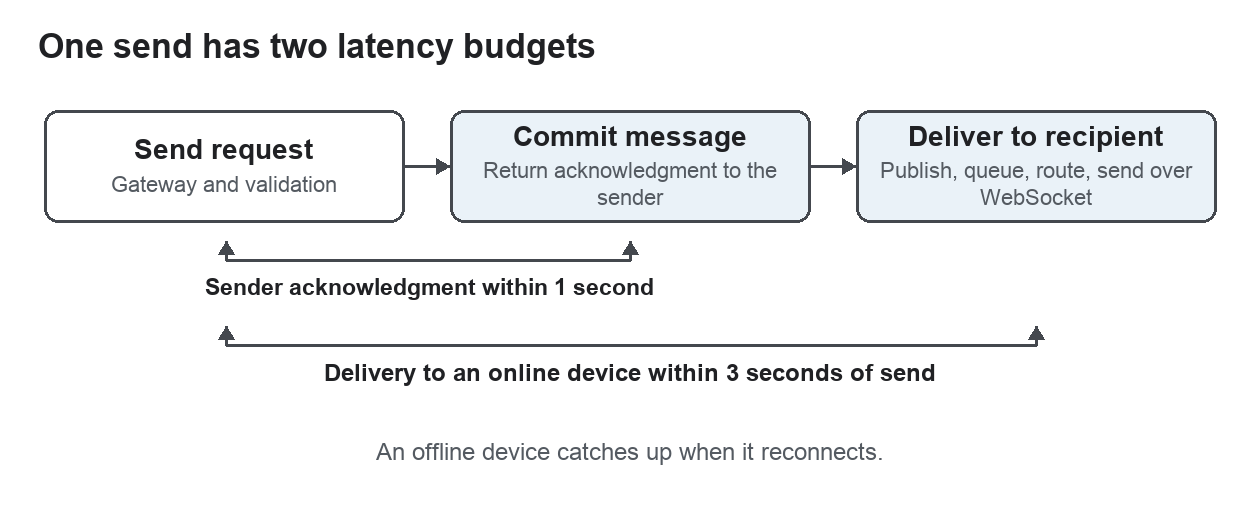 One send has two latency budgets
Send request
Gateway and validation
Commit message
Return acknowledgment to the
sender
Deliver to recipient
Publish, queue, route, send over
WebSocket
Sender acknowledgment within 1 second
Delivery to an online device within 3 seconds of send
An offline device catches up when it reconnects.